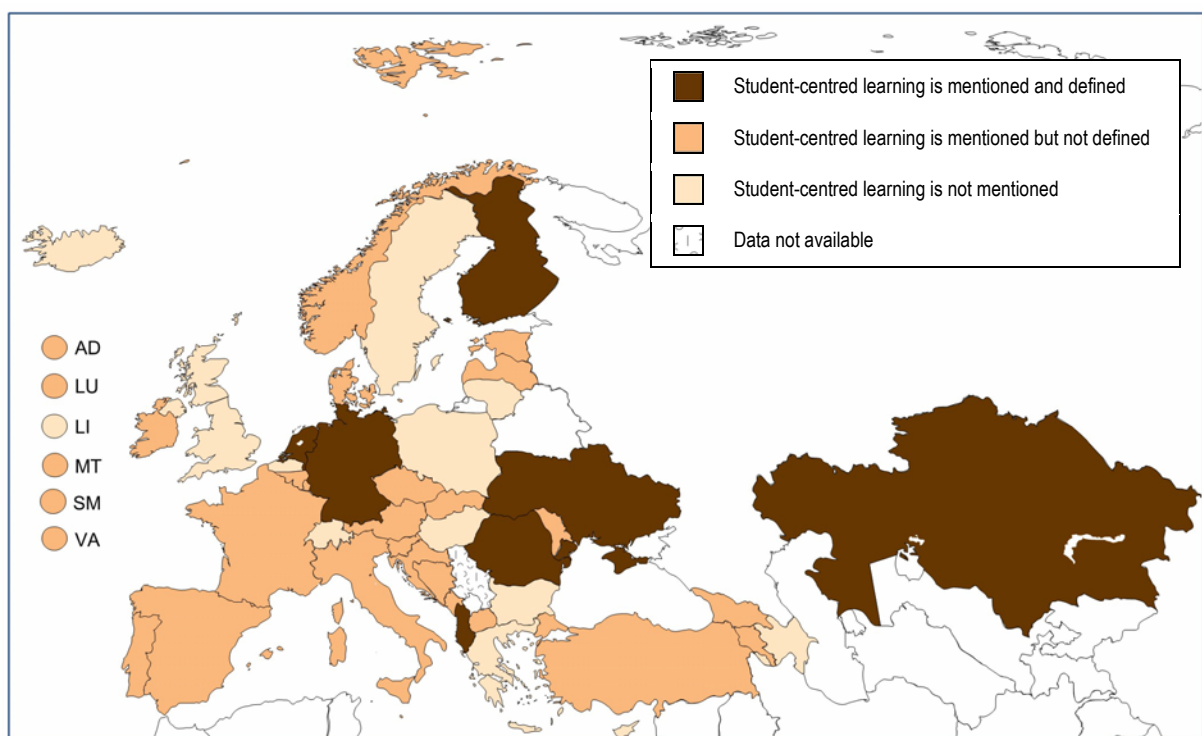 Student-centred learning is mentioned and defined
Student-centred learning is mentioned but not defined
Student-centred learning is not mentioned
Data not available
AD
LU
LI
MT
SM
VA